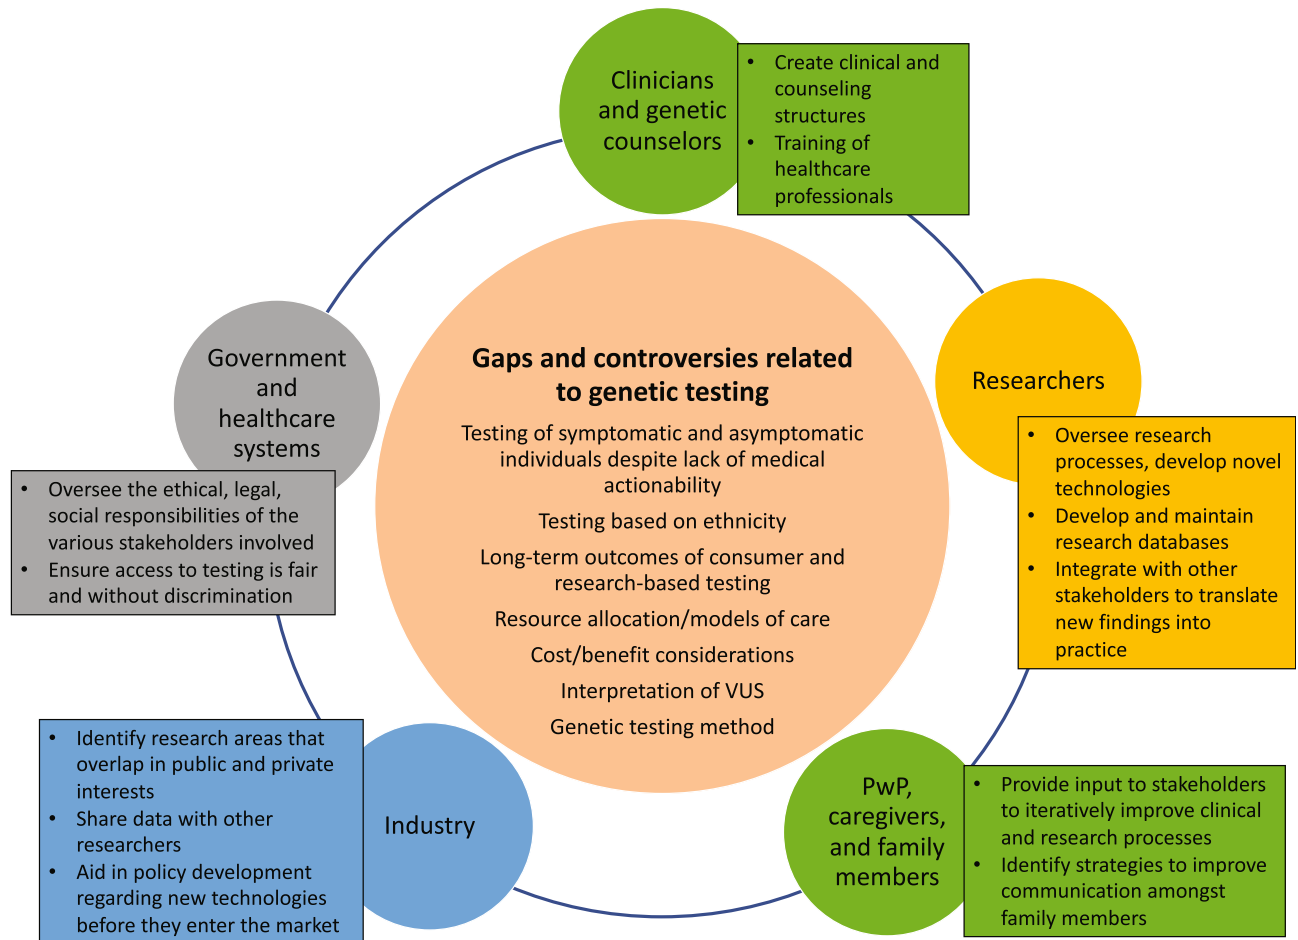 Clinicians
and genetic
counselors
• Create clinical and
counseling
structures
• Training of
healthcare
professionals
Researchers
• Oversee research
processes, develop novel
technologies
• Develop and maintain
research databases
• Integrate with other
stakeholders to translate
new findings into
practice
PwP,
caregivers,
and family
members
• Provide input to stakeholders
to iteratively improve clinical
and research processes
• Identify strategies to improve
communication amongst
family members
Industry
• Identify research areas that
overlap in public and private
interests
• Share data with other
researchers
• Aid in policy development
regarding new technologies
before they enter the market
Government
and
healthcare
systems
• Oversee the ethical, legal,
social responsibilities of the
various stakeholders involved
• Ensure access to testing is fair
and without discrimination
Gaps and controversies related
to genetic testing
Testing of symptomatic and asymptomatic
individuals despite lack of medical
actionability
Testing based on ethnicity
Long-term outcomes of consumer and
research-based testing
Resource allocation/models of care
Cost/benefit considerations
Interpretation of VUS
Genetic testing method